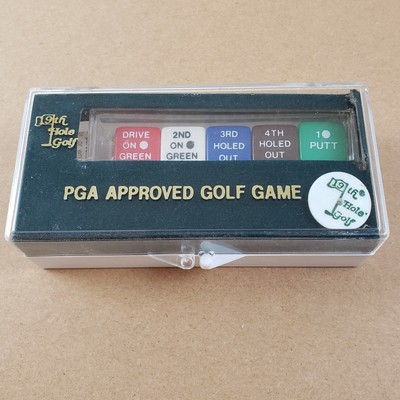 19th
Hole
Golf
DRIVE
ON
GREEN
2ND
ON
GREEN
3RD
HOLED
OUT
4TH
HOLED
OUT
1
PUTT
PGA APPROVED GOLF GAME
19th
Hole
Golf